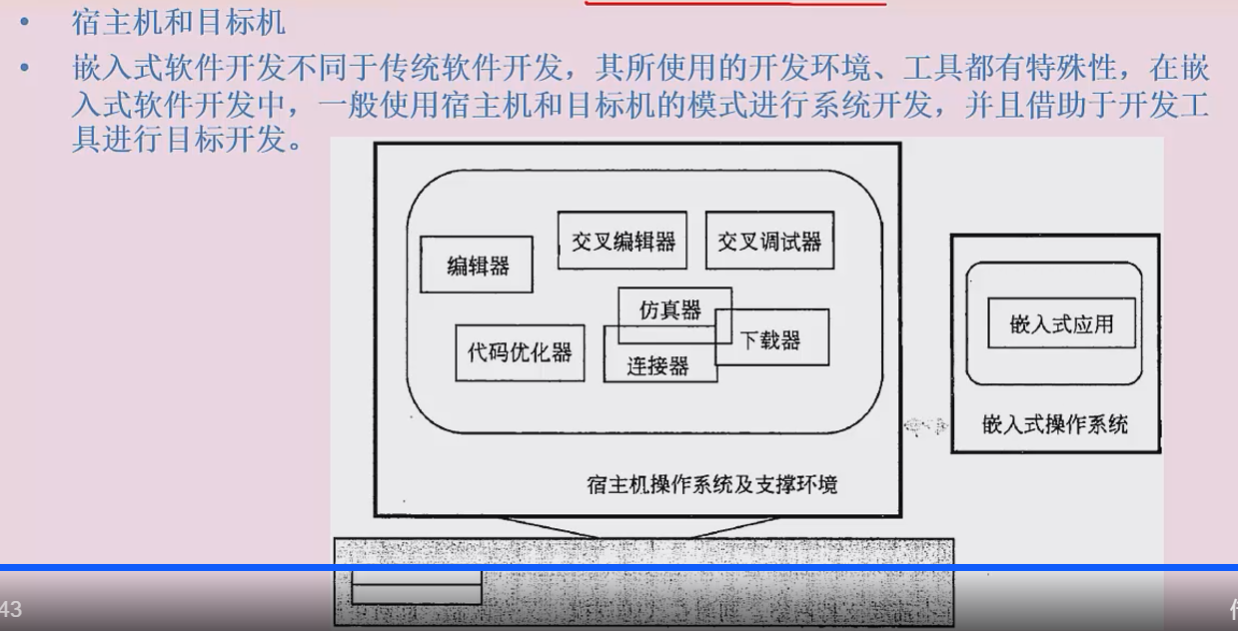 宿主机和目标机
嵌入式软件开发不同于传统软件开发，其所使用的开发环境、工具都有特殊性，在嵌
入式软件开发中，一般使用宿主机和目标机的模式进行系统开发，并且借助于开发工
具进行目标开发。
交叉编辑器
交叉调试器
编辑器
仿真器
嵌入式应用
下载器
代码优化器
连接器
嵌入式操作系统
宿主机操作系统及支撑环境
43